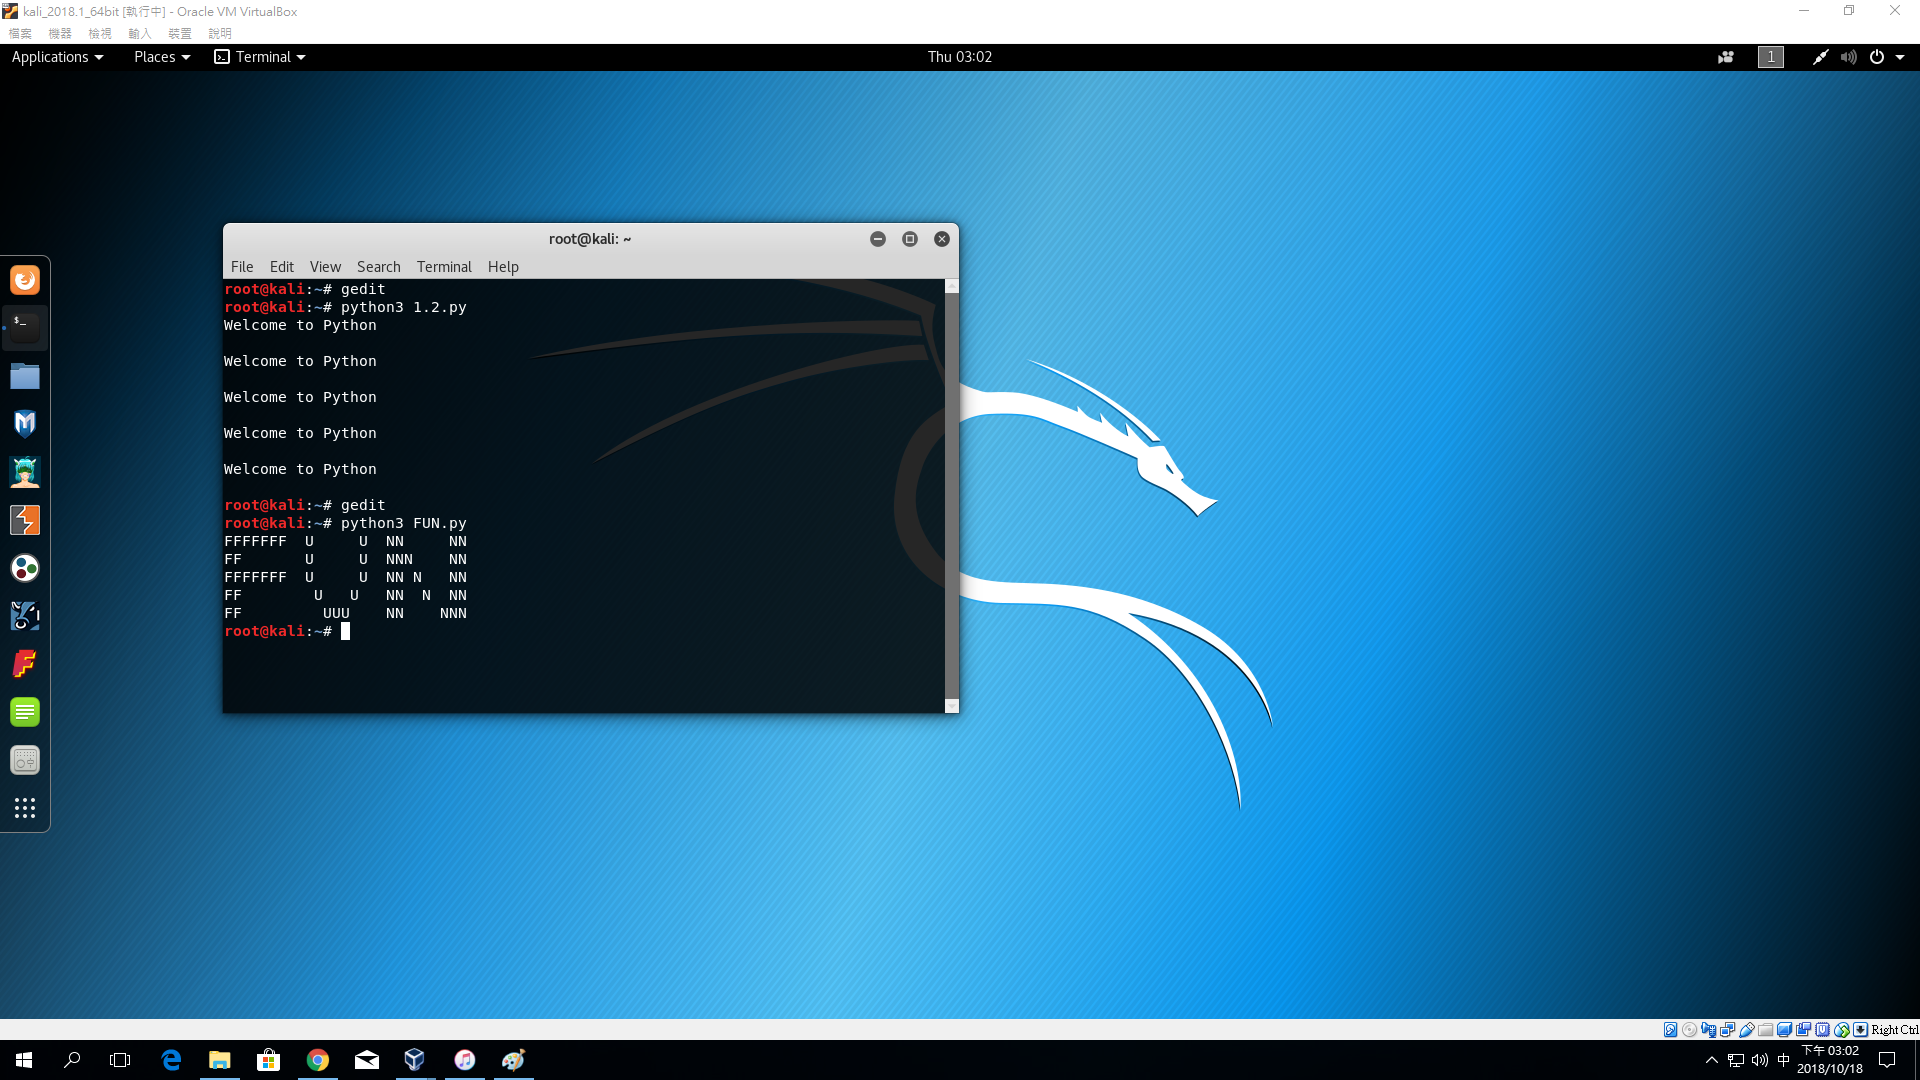 kali_2018.1_64bit [執行中] - Oracle VM VirtualBox
檔案 機器 檢視 輸入 裝置 說明
Applications Places Terminal Thu 03:02 1
root@kali: ~
File Edit View Search Terminal Help
root@kali:~# gedit
root@kali:~# python3 1.2.py
Welcome to Python
Welcome to Python
Welcome to Python
Welcome to Python
Welcome to Python
root@kali:~# gedit
root@kali:~# python3 FUN.py
FFFFFFF  U     U  NN     NN
FF       U     U  NNN    NN
FFFFFFF  U     U  NN N   NN
FF        U   U   NN  N  NN
FF         UUU    NN    NNN
root@kali:~#
Right Ctrl
中 下午 03:02
2018/10/18